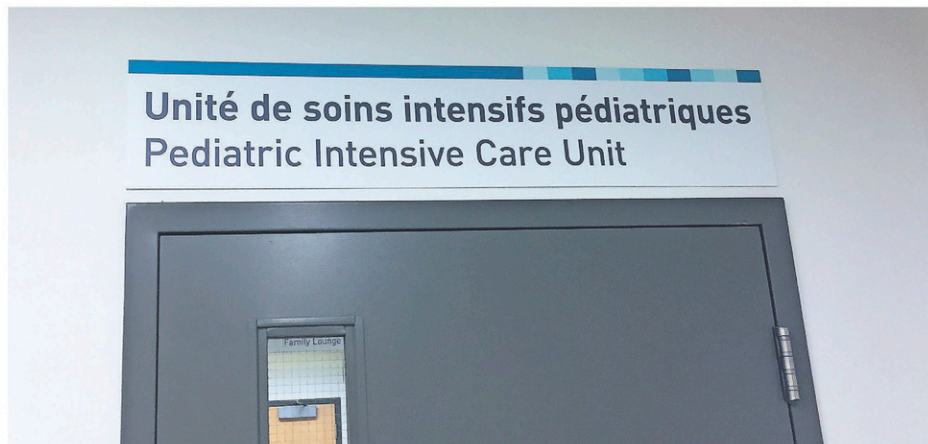 Unité de soins intensifs pédiatriques
Pediatric Intensive Care Unit
Family Lounge